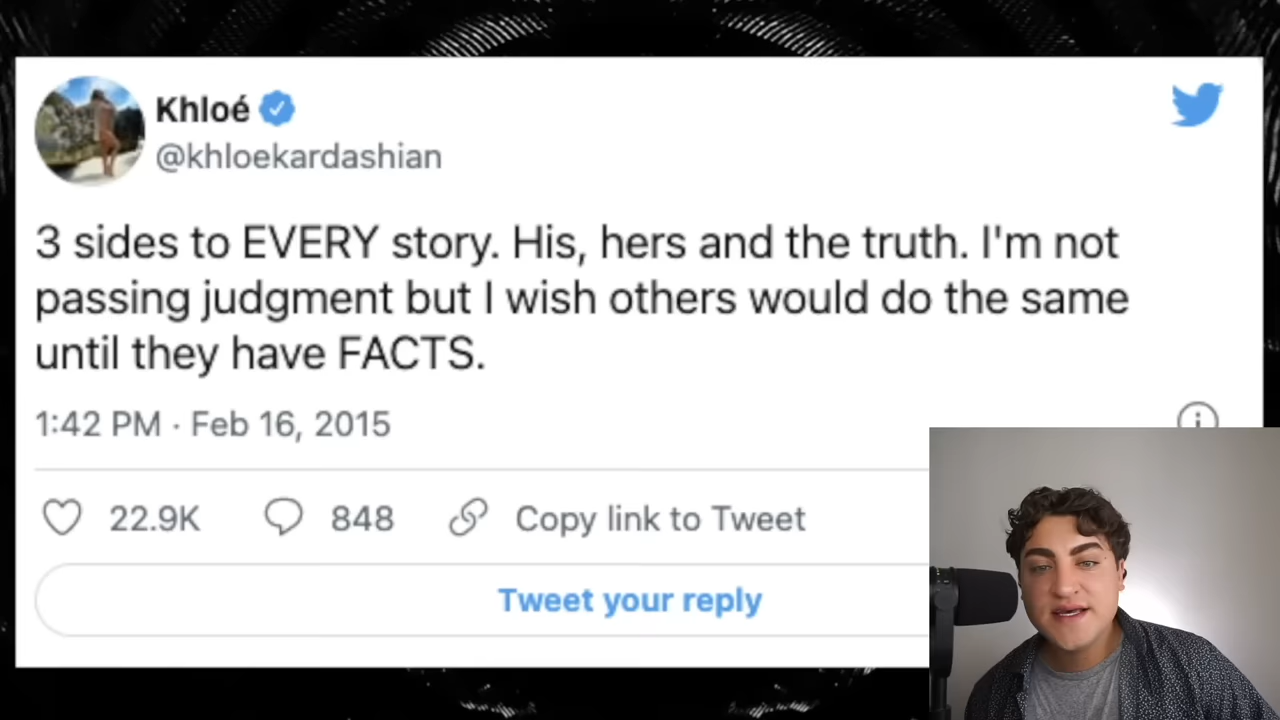 Khloé
@khloekardashian
3 sides to EVERY story. His, hers and the truth. I'm not
passing judgment but I wish others would do the same
until they have FACTS.
1:42 PM · Feb 16, 2015
22.9K 848 Copy link to Tweet
Tweet your reply